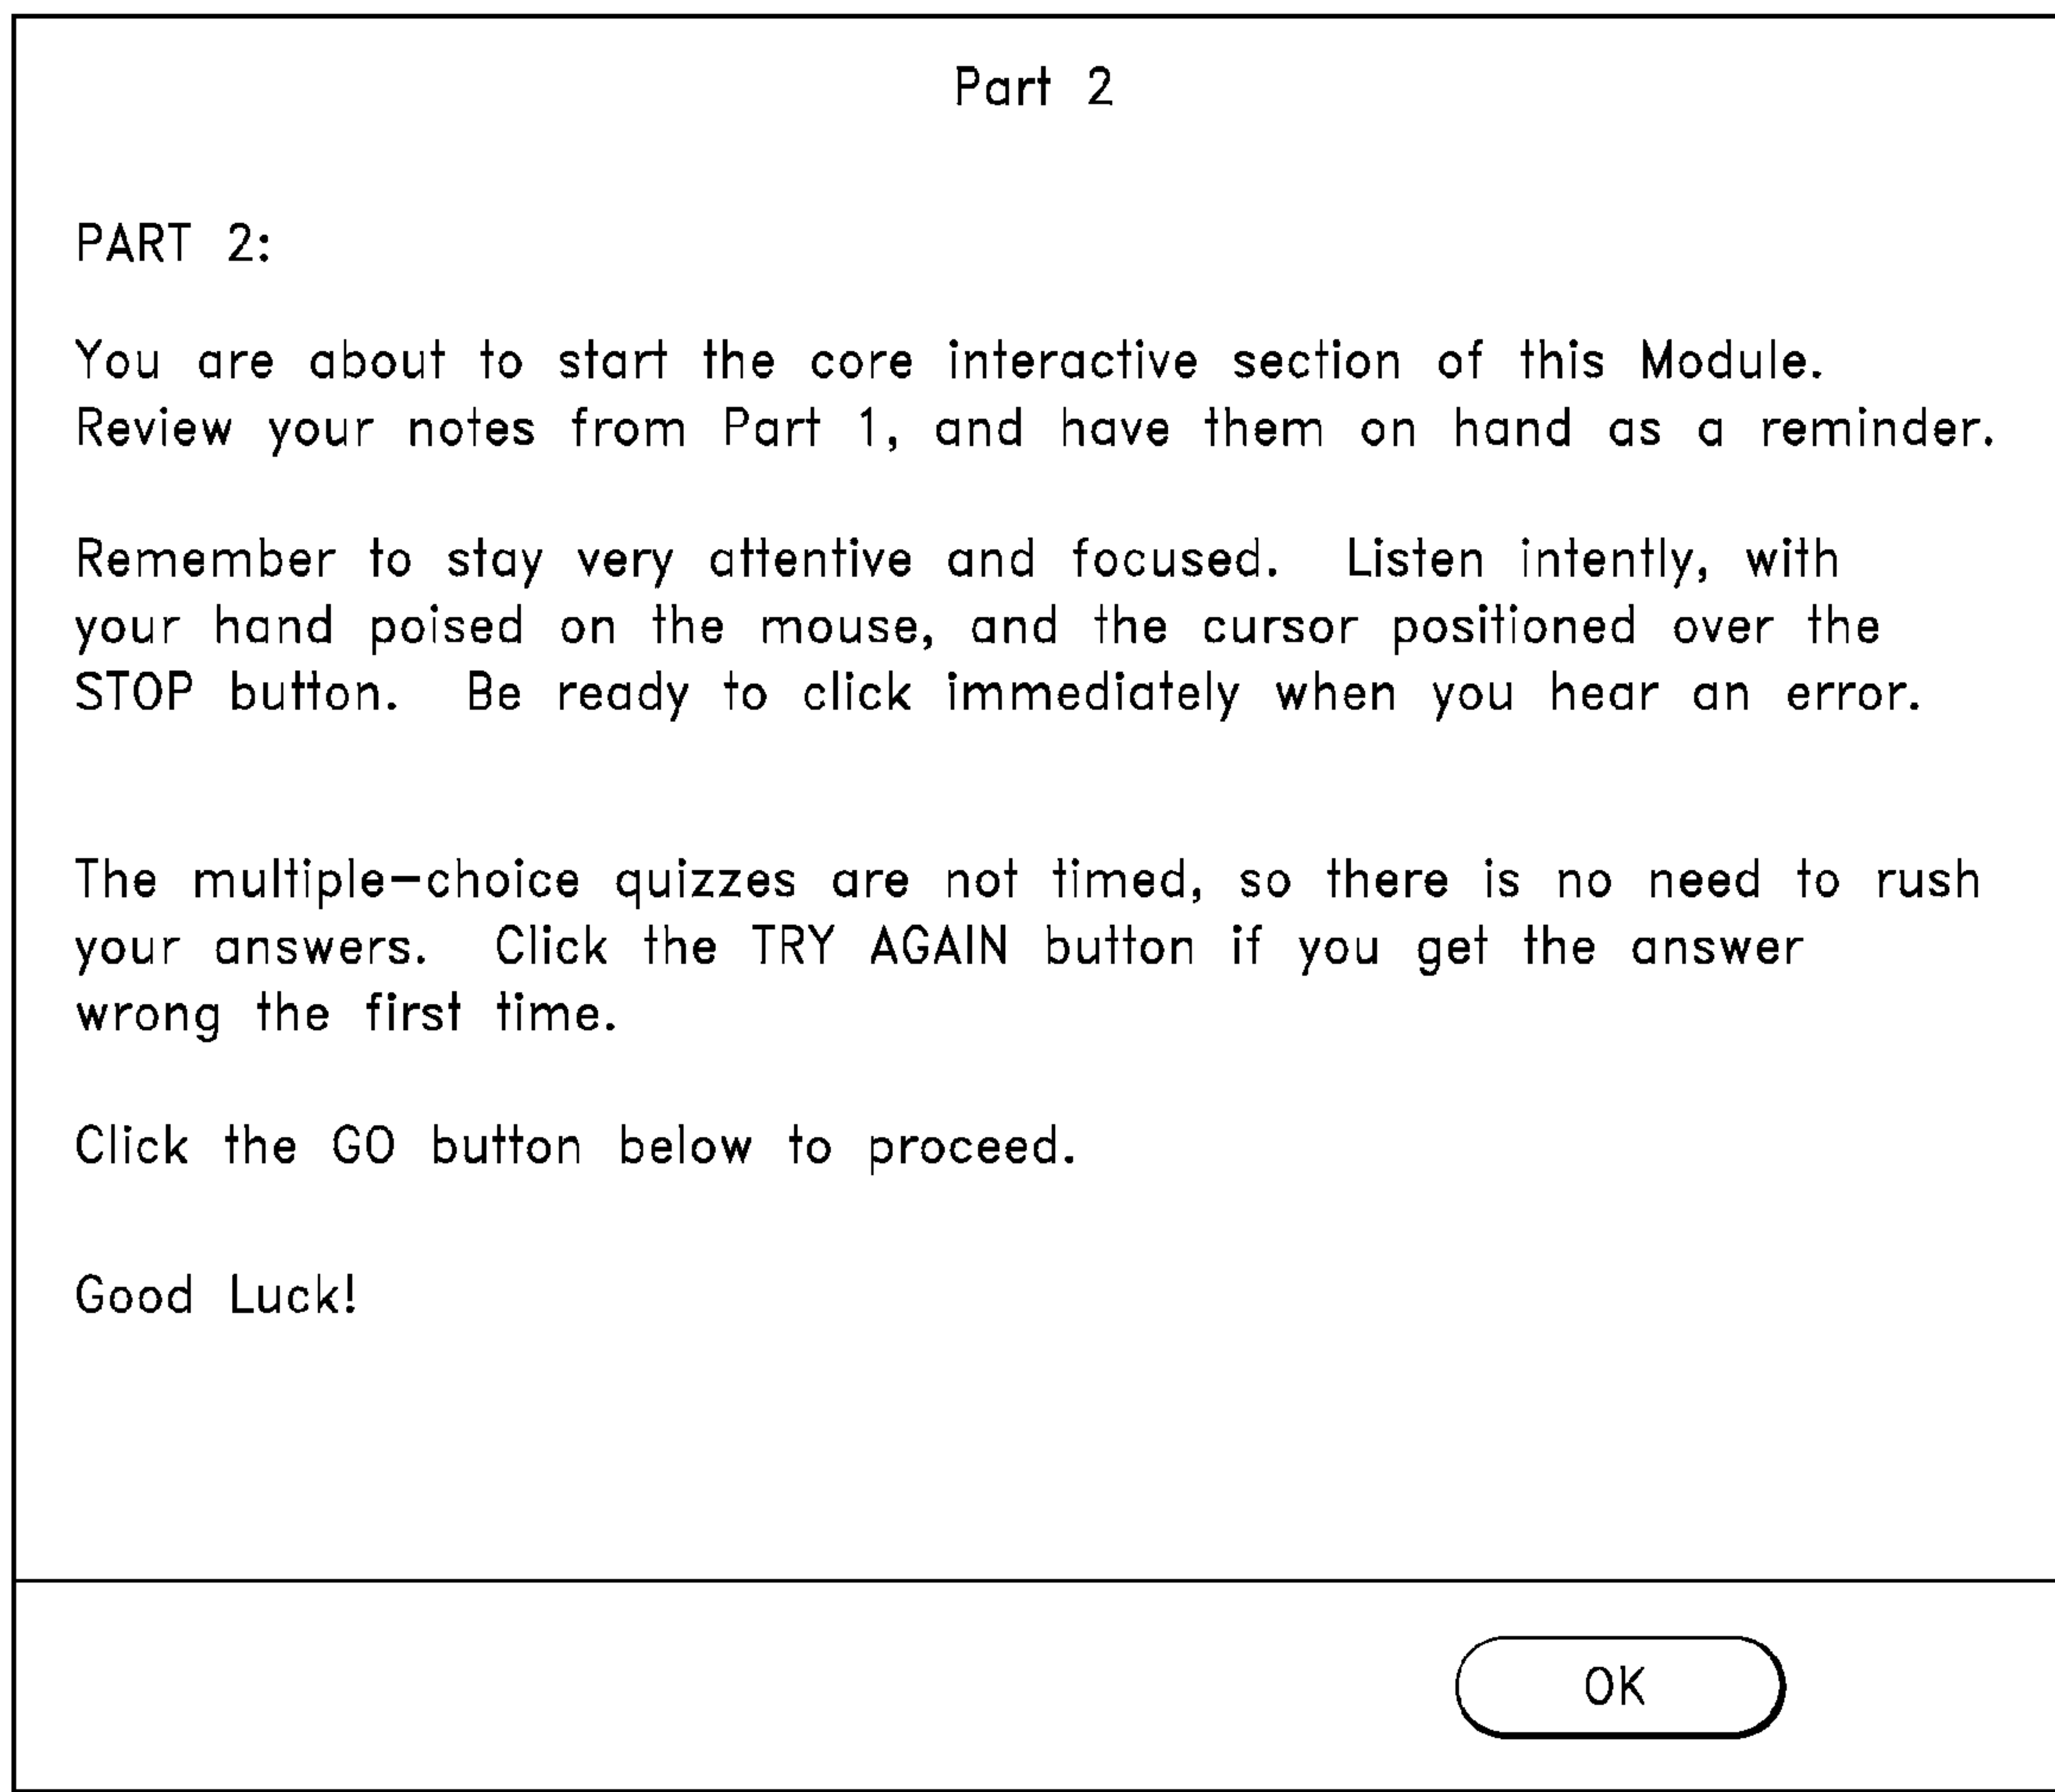 Part 2
PART 2:
You are about to start the core interactive section of this Module.
Review your notes from Part 1, and have them on hand as a reminder.
Remember to stay very attentive and focused.  Listen intently, with
your hand poised on the mouse, and the cursor positioned over the
STOP button.  Be ready to click immediately when you hear an error.
The multiple-choice quizzes are not timed, so there is no need to rush
your answers.  Click the TRY AGAIN button if you get the answer
wrong the first time.
Click the GO button below to proceed.
Good Luck!
OK